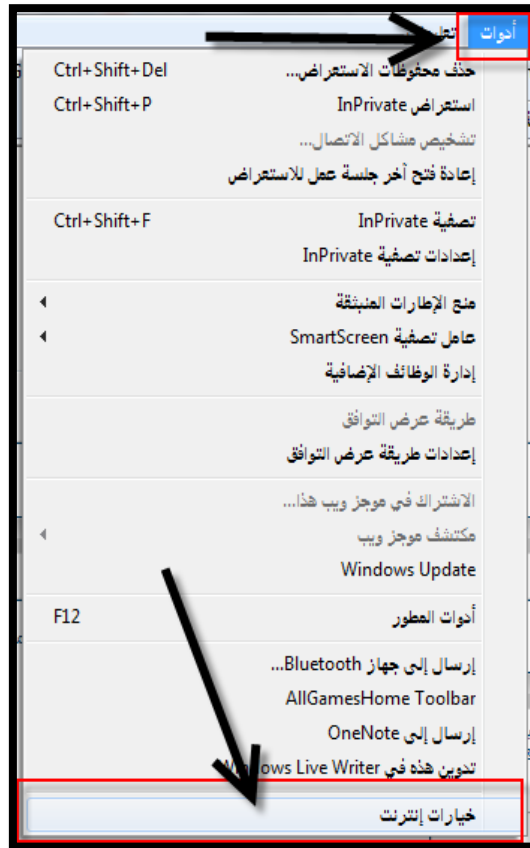 أدوات
حذف محفوظات الاستعراض... Ctrl+Shift+Del
استعراض InPrivate Ctrl+Shift+P
تشخيص مشاكل الاتصال...
إعادة فتح آخر جلسة عمل للاستعراض
تصفية InPrivate Ctrl+Shift+F
إعدادات تصفية InPrivate
منع الإطارات المنبثقة
عامل تصفية SmartScreen
إدارة الوظائف الإضافية
طريقة عرض التوافق
إعدادات طريقة عرض التوافق
الاشتراك في موجز ويب هذا...
مكتشف موجز ويب
Windows Update
أدوات المطور F12
إرسال إلى جهاز Bluetooth...
AllGamesHome Toolbar
إرسال إلى OneNote
تدوين هذه في Windows Live Writer
خيارات إنترنت